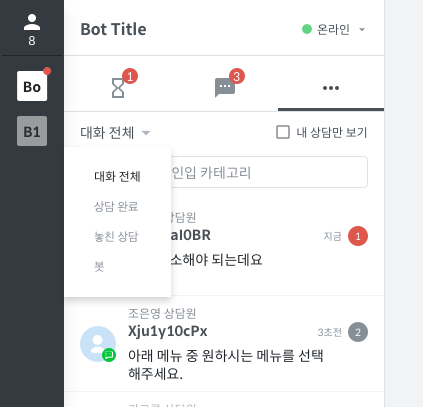 8
Bo
B1
Bot Title
온라인
1
3
대화 전체
내 상담만 보기
대화 전체
상담 완료
놓친 상담
봇
인입 카테고리
상담원
al0BR
지금
1
소해야 되는데요
조은영 상담원
Xju1y10cPx
3초전
2
아래 메뉴 중 원하시는 메뉴를 선택
해주세요.
상담원